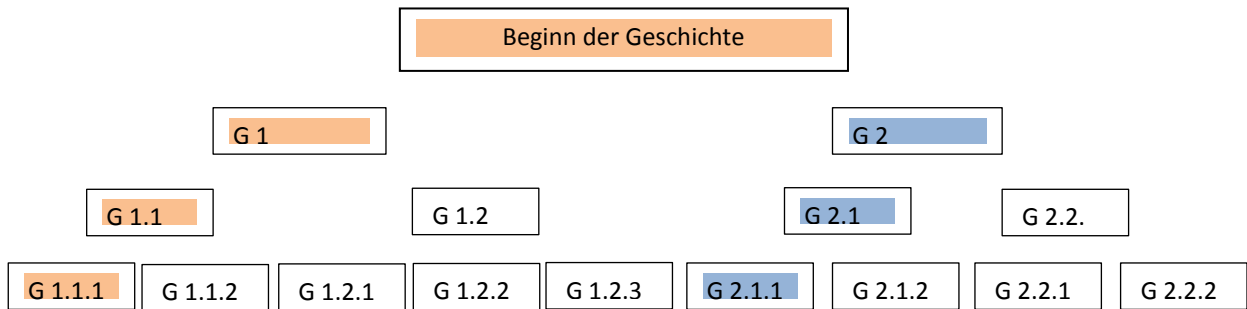 Beginn der Geschichte
G 1
G 2
G 1.1
G 1.2
G 2.1
G 2.2.
G 1.1.1
G 1.1.2
G 1.2.1
G 1.2.2
G 1.2.3
G 2.1.1
G 2.1.2
G 2.2.1
G 2.2.2